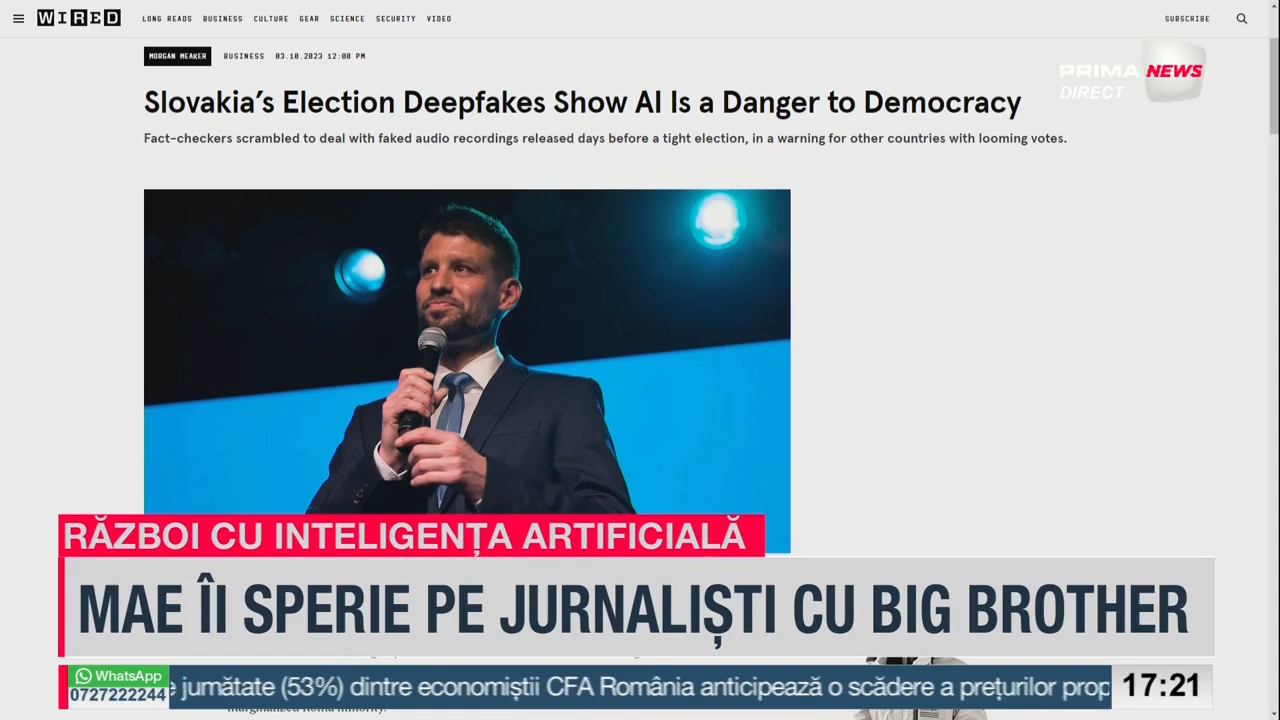 WIRED
LONG READS BUSINESS CULTURE GEAR SCIENCE SECURITY VIDEO
SUBSCRIBE
MORGAN MEAKER BUSINESS 03.10.2023 12:00 PM
PRIMA NEWS
DIRECT
Slovakia's Election Deepfakes Show AI Is a Danger to Democracy
Fact-checkers scrambled to deal with faked audio recordings released days before a tight election, in a warning for other countries with looming votes.
RĂZBOI CU INTELIGENȚA ARTIFICIALĂ
MAE ÎI SPERIE PE JURNALIȘTI CU BIG BROTHER
WhatsApp
0727222244
jumătate (53%) dintre economiștii CFA România anticipează o scădere a prețurilor prop
17:21
marginalized Roma minority.